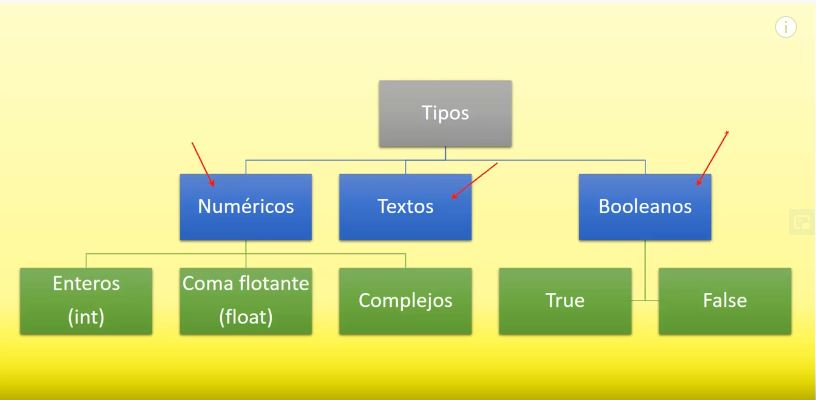 Tipos
Numéricos
Textos
Booleanos
Enteros
(int)
Coma flotante
(float)
Complejos
True
False